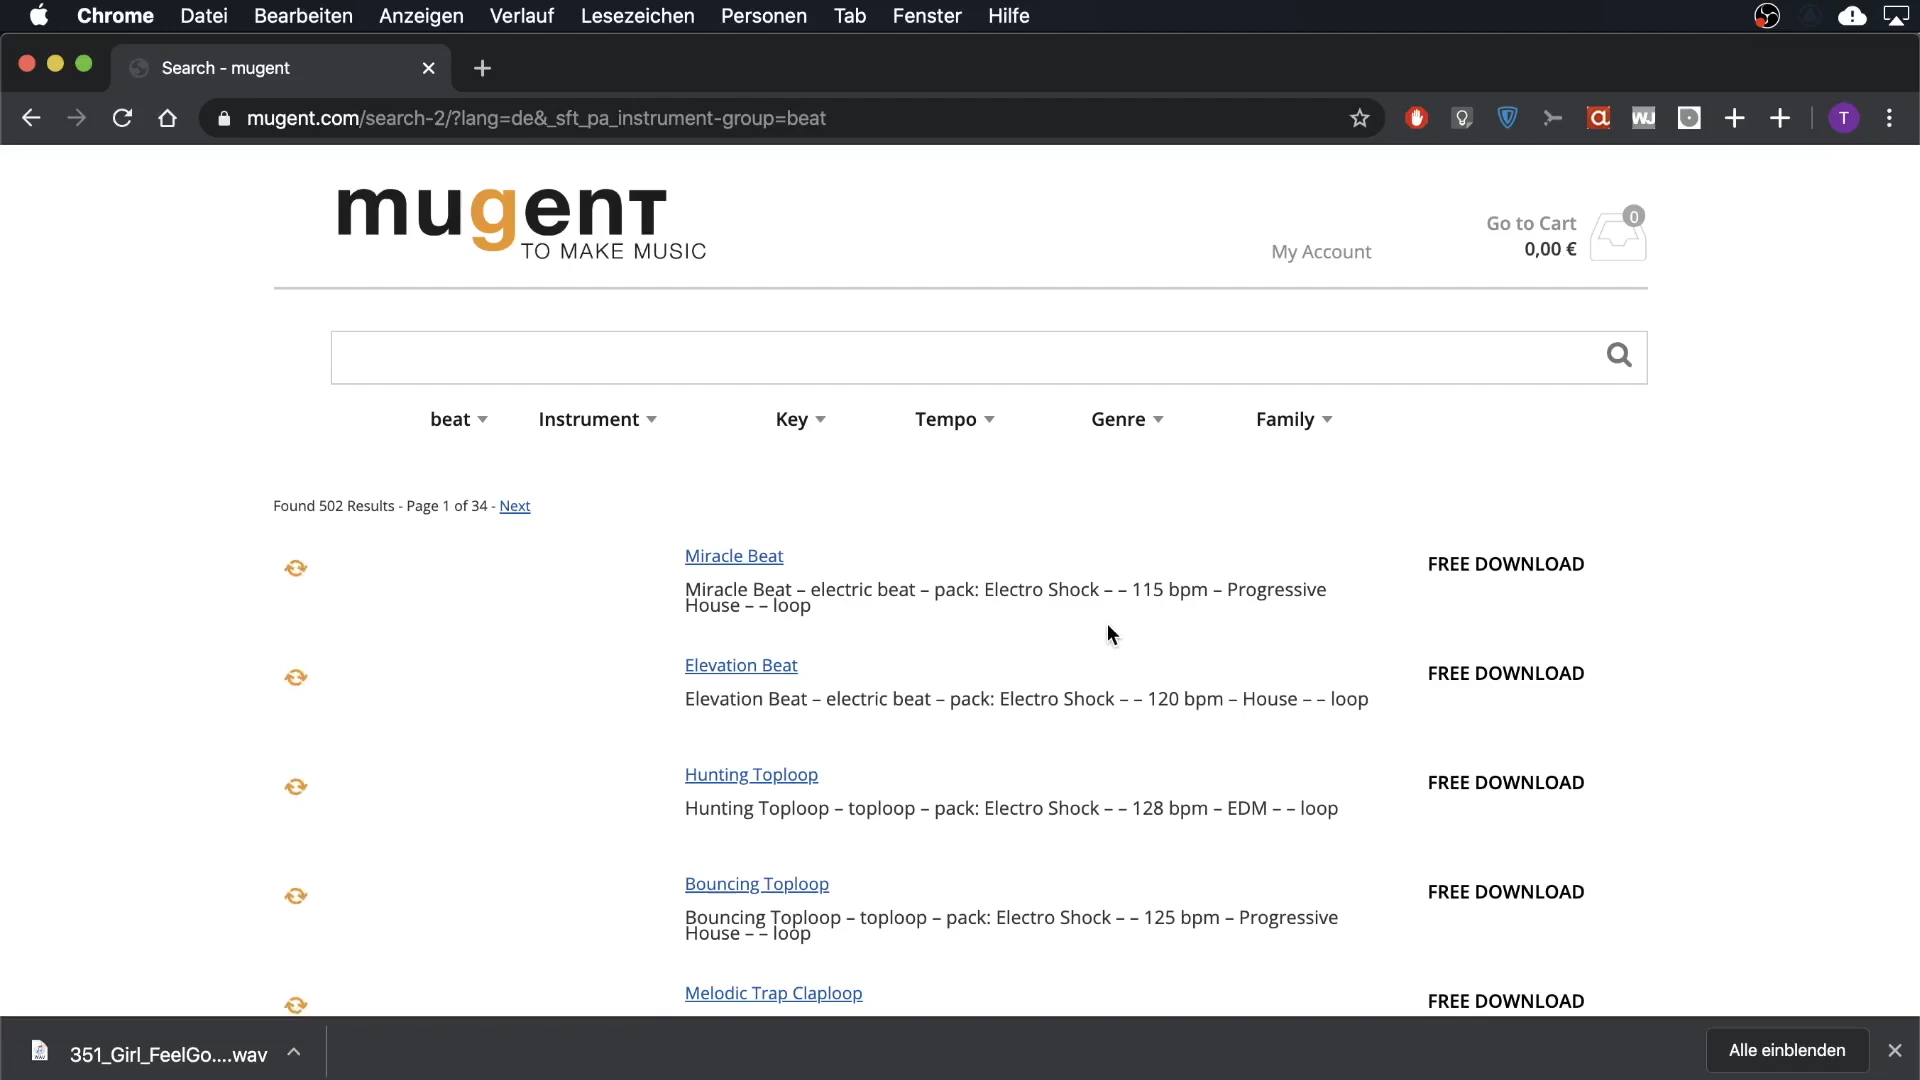 Chrome Datei Bearbeiten Anzeigen Verlauf Lesezeichen Personen Tab Fenster Hilfe
Search - mugent
mugent.com/search-2/?lang=de&_sft_pa_instrument-group=beat
WJ
T
mugent
TO MAKE MUSIC
My Account
Go to Cart
0,00 €
0
beat Instrument Key Tempo Genre Family
Found 502 Results - Page 1 of 34 - Next
Miracle Beat
FREE DOWNLOAD
Miracle Beat – electric beat – pack: Electro Shock – – 115 bpm – Progressive
House – – loop
Elevation Beat
FREE DOWNLOAD
Elevation Beat – electric beat – pack: Electro Shock – – 120 bpm – House – – loop
Hunting Toploop
FREE DOWNLOAD
Hunting Toploop – toploop – pack: Electro Shock – – 128 bpm – EDM – – loop
Bouncing Toploop
FREE DOWNLOAD
Bouncing Toploop – toploop – pack: Electro Shock – – 125 bpm – Progressive
House – – loop
Melodic Trap Claploop
FREE DOWNLOAD
351_Girl_FeelGo....wav
Alle einblenden